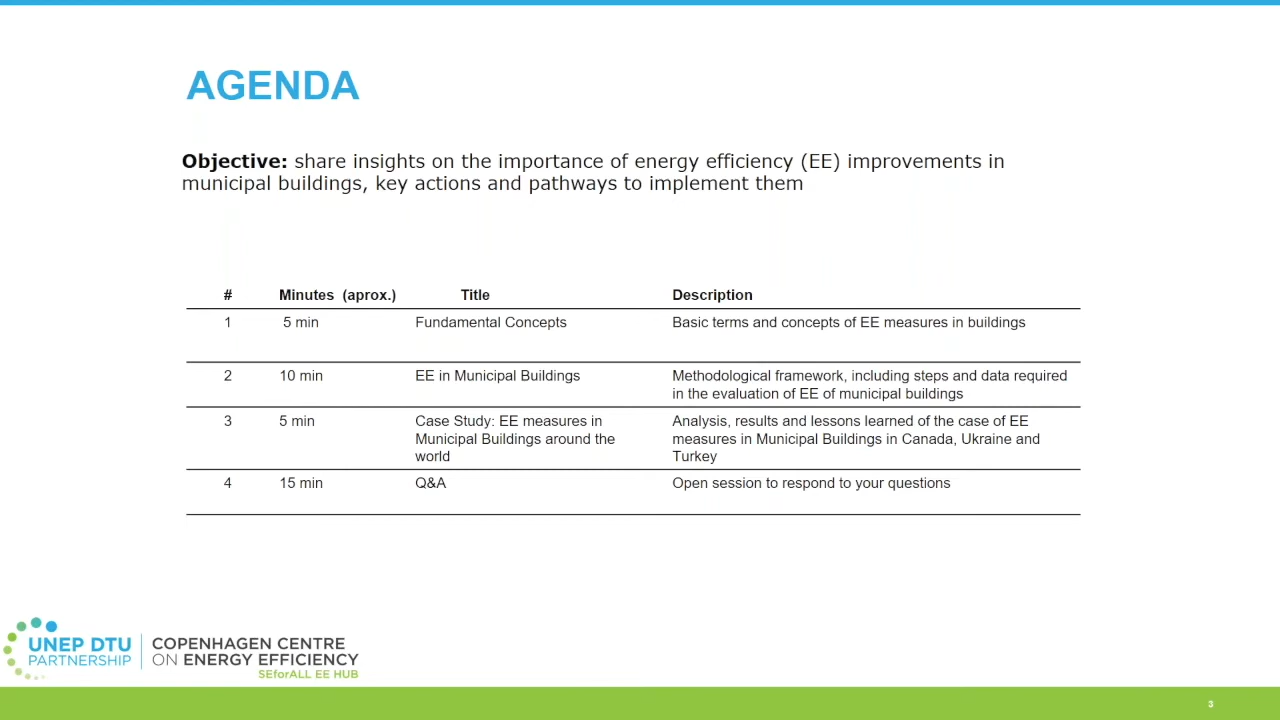 AGENDA
Objective: share insights on the importance of energy efficiency (EE) improvements in
municipal buildings, key actions and pathways to implement them
# Minutes (aprox.) Title Description
1 5 min Fundamental Concepts Basic terms and concepts of EE measures in buildings
2 10 min EE in Municipal Buildings Methodological framework, including steps and data required
in the evaluation of EE of municipal buildings
3 5 min Case Study: EE measures in Analysis, results and lessons learned of the case of EE
Municipal Buildings around the measures in Municipal Buildings in Canada, Ukraine and
world Turkey
4 15 min Q&A Open session to respond to your questions
UNEP DTU COPENHAGEN CENTRE
PARTNERSHIP ON ENERGY EFFICIENCY
SEforALL EE HUB
3